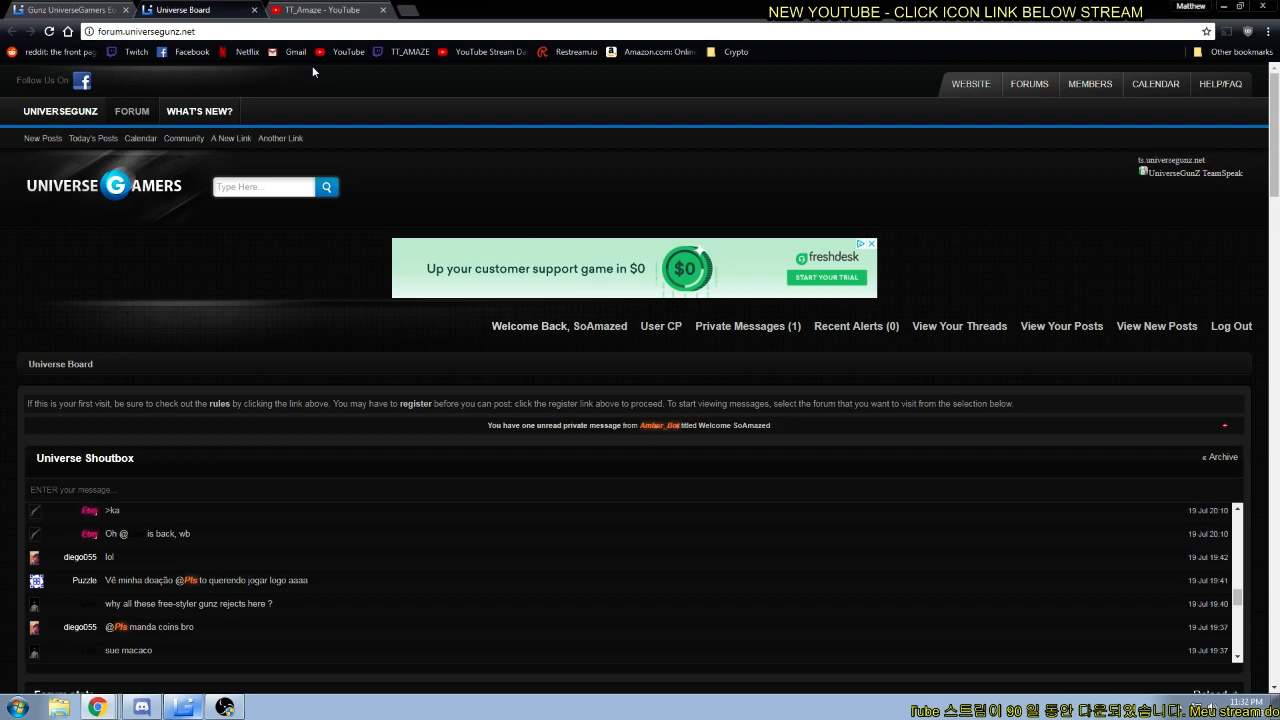 Gunz UniverseGamers Eu
Universe Board
TT_Amaze - YouTube
NEW YOUTUBE - CLICK ICON LINK BELOW STREAM
Matthew
forum.universegunz.net
reddit: the front pag
Twitch
Facebook
Netflix
Gmail
YouTube
TT_AMAZE
YouTube Stream Da
Restream.io
Amazon.com: Onlin
Crypto
Other bookmarks
Follow Us On
WEBSITE
FORUMS
MEMBERS
CALENDAR
HELP/FAQ
UNIVERSEGUNZ
FORUM
WHAT'S NEW?
New Posts
Today's Posts
Calendar
Community
A New Link
Another Link
UNIVERSE GAMERS
Type Here...
ts.universegunz.net
UniverseGunZ TeamSpeak
Up your customer support game in $0
$0
freshdesk
START YOUR TRIAL
Welcome Back, SoAmazed
User CP
Private Messages (1)
Recent Alerts (0)
View Your Threads
View Your Posts
View New Posts
Log Out
Universe Board
If this is your first visit, be sure to check out the rules by clicking the link above. You may have to register before you can post: click the register link above to proceed. To start viewing messages, select the forum that you want to visit from the selection below.
You have one unread private message from Amber_Bot titled Welcome SoAmazed
Universe Shoutbox
« Archive
ENTER your message...
>ka 19 Jul 20:10
Oh @ is back, wb 19 Jul 20:10
diego055 lol 19 Jul 19:42
Puzzle Vê minha doação @Pls to querendo jogar logo aaaa 19 Jul 19:41
why all these free-styler gunz rejects here ? 19 Jul 19:40
diego055 @Pls manda coins bro 19 Jul 19:37
sue macaco 19 Jul 19:37
Forum stats
Reload
11:32 PM
Tube 스트림이 90 일 동안 다운되었습니다. Meu stream do